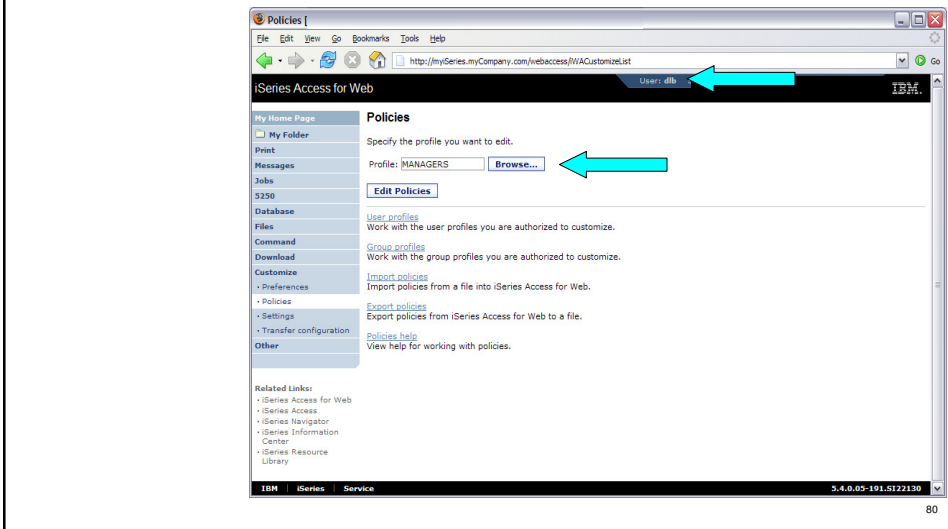 Policies [
File Edit View Go Bookmarks Tools Help
http://myiSeries.myCompany.com/webaccess/iWACustomizeList
Go
iSeries Access for Web
User: dlb
IBM.
My Home Page
My Folder
Print
Messages
Jobs
5250
Database
Files
Command
Download
Customize
• Preferences
• Policies
• Settings
• Transfer configuration
Other
Related Links:
• iSeries Access for Web
• iSeries Access
• iSeries Navigator
• iSeries Information
Center
• iSeries Resource
Library
Policies
Specify the profile you want to edit.
Profile: MANAGERS Browse...
Edit Policies
User profiles
Work with the user profiles you are authorized to customize.
Group profiles
Work with the group profiles you are authorized to customize.
Import policies
Import policies from a file into iSeries Access for Web.
Export policies
Export policies from iSeries Access for Web to a file.
Policies help
View help for working with policies.
IBM iSeries Service
5.4.0.05-191.SI22130
80